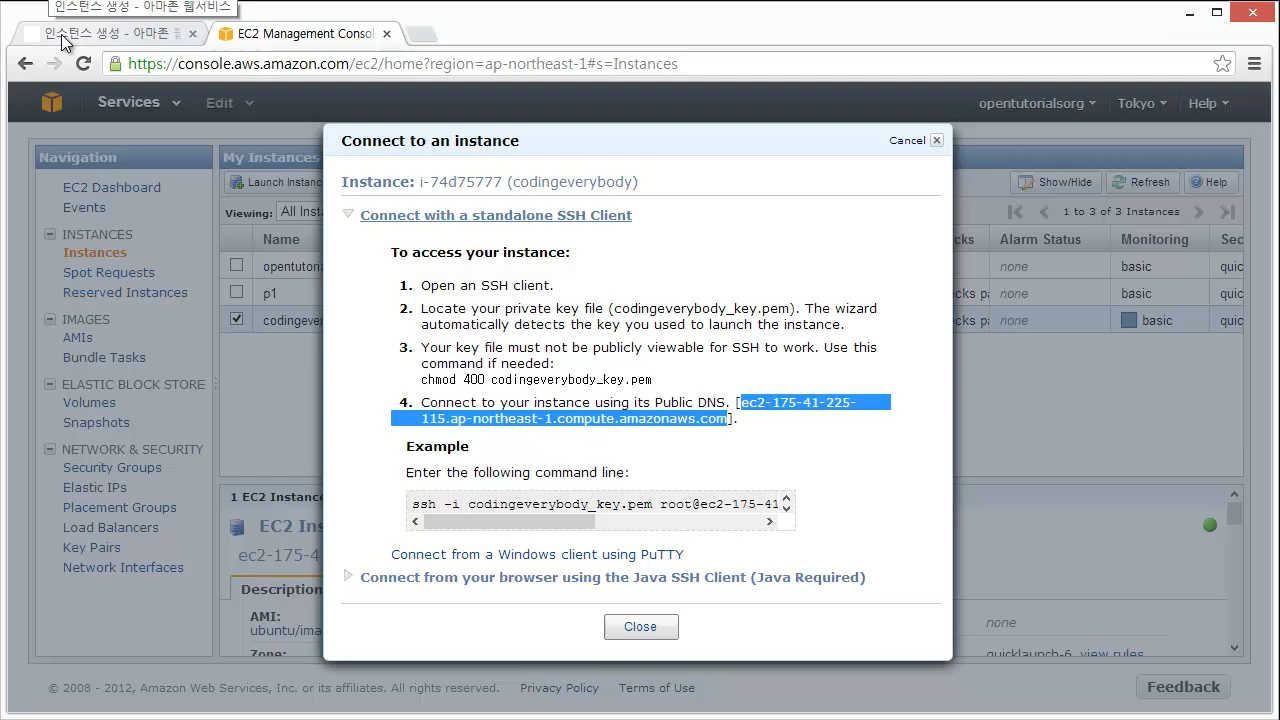 인스턴스 생성 - 아마존 웹서비스
인스턴스 생성 - 아마존 웹
EC2 Management Consol
https://console.aws.amazon.com/ec2/home?region=ap-northeast-1#s=Instances
Services Edit opentutorialsorg Tokyo Help
Navigation
EC2 Dashboard
Events
INSTANCES
Instances
Spot Requests
Reserved Instances
IMAGES
AMIs
Bundle Tasks
ELASTIC BLOCK STORE
Volumes
Snapshots
NETWORK & SECURITY
Security Groups
Elastic IPs
Placement Groups
Load Balancers
Key Pairs
Network Interfaces
My Instances
Launch Instanc
Show/Hide Refresh Help
Viewing: All Insta
1 to 3 of 3 Instances
Name cks Alarm Status Monitoring Sec
opentutoria none basic quic
p1 cks pa none basic quic
codingever cks pa none basic quic
1 EC2 Instanc
EC2 Ins
ec2-175-4
Description
AMI:
ubuntu/ima
none
Zone:
quicklaunch-6. view rules
Connect to an instance
Cancel
Instance: i-74d75777 (codingeverybody)
Connect with a standalone SSH Client
To access your instance:
1. Open an SSH client.
2. Locate your private key file (codingeverybody_key.pem). The wizard
automatically detects the key you used to launch the instance.
3. Your key file must not be publicly viewable for SSH to work. Use this
command if needed:
chmod 400 codingeverybody_key.pem
4. Connect to your instance using its Public DNS. [ec2-175-41-225-
115.ap-northeast-1.compute.amazonaws.com].
Example
Enter the following command line:
ssh -i codingeverybody_key.pem root@ec2-175-41
Connect from a Windows client using PuTTY
Connect from your browser using the Java SSH Client (Java Required)
Close
© 2008 - 2012, Amazon Web Services, Inc. or its affiliates. All rights reserved. Privacy Policy Terms of Use
Feedback